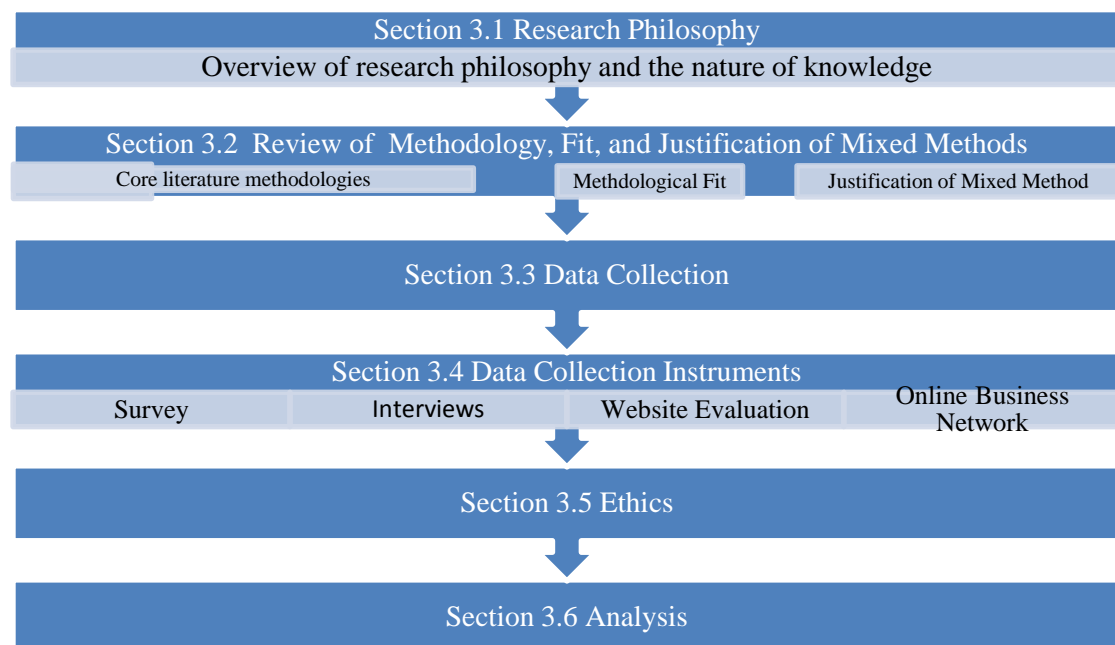 Section 3.1 Research Philosophy
Overview of research philosophy and the nature of knowledge
Section 3.2 Review of Methodology, Fit, and Justification of Mixed Methods
Core literature methodologies
Methdological Fit
Justification of Mixed Method
Section 3.3 Data Collection
Section 3.4 Data Collection Instruments
Survey
Interviews
Website Evaluation
Online Business
Network
Section 3.5 Ethics
Section 3.6 Analysis